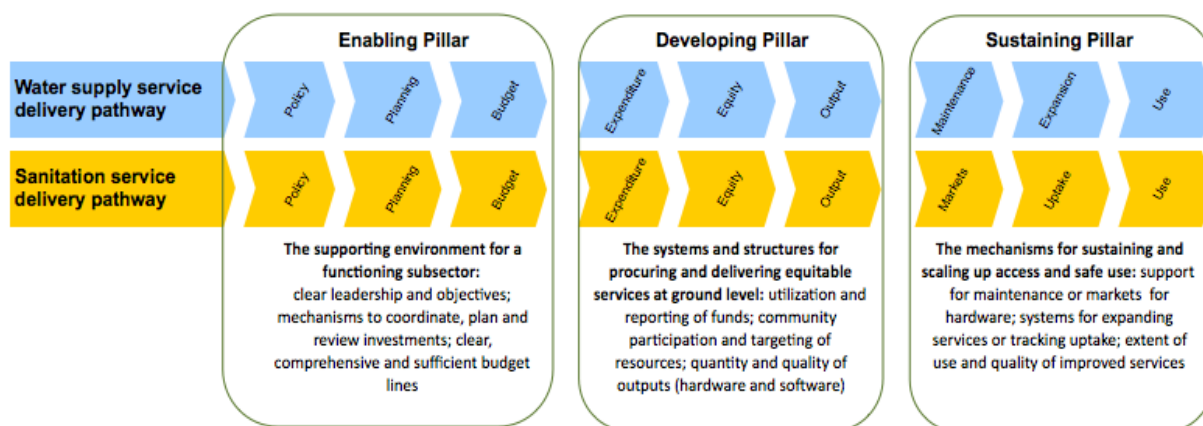 Enabling Pillar
Developing Pillar
Sustaining Pillar
Water supply service
delivery pathway
Policy
Planning
Budget
Expenditure
Equity
Output
Maintenance
Expansion
Use
Sanitation service
delivery pathway
Policy
Planning
Budget
Expenditure
Equity
Output
Markets
Uptake
Use
The supporting environment for a
functioning subsector:
clear leadership and objectives;
mechanisms to coordinate, plan and
review investments; clear,
comprehensive and sufficient budget
lines
The systems and structures for
procuring and delivering equitable
services at ground level: utilization and
reporting of funds; community
participation and targeting of
resources; quantity and quality of
outputs (hardware and software)
The mechanisms for sustaining and
scaling up access and safe use: support
for maintenance or markets for
hardware; systems for expanding
services or tracking uptake; extent of
use and quality of improved services